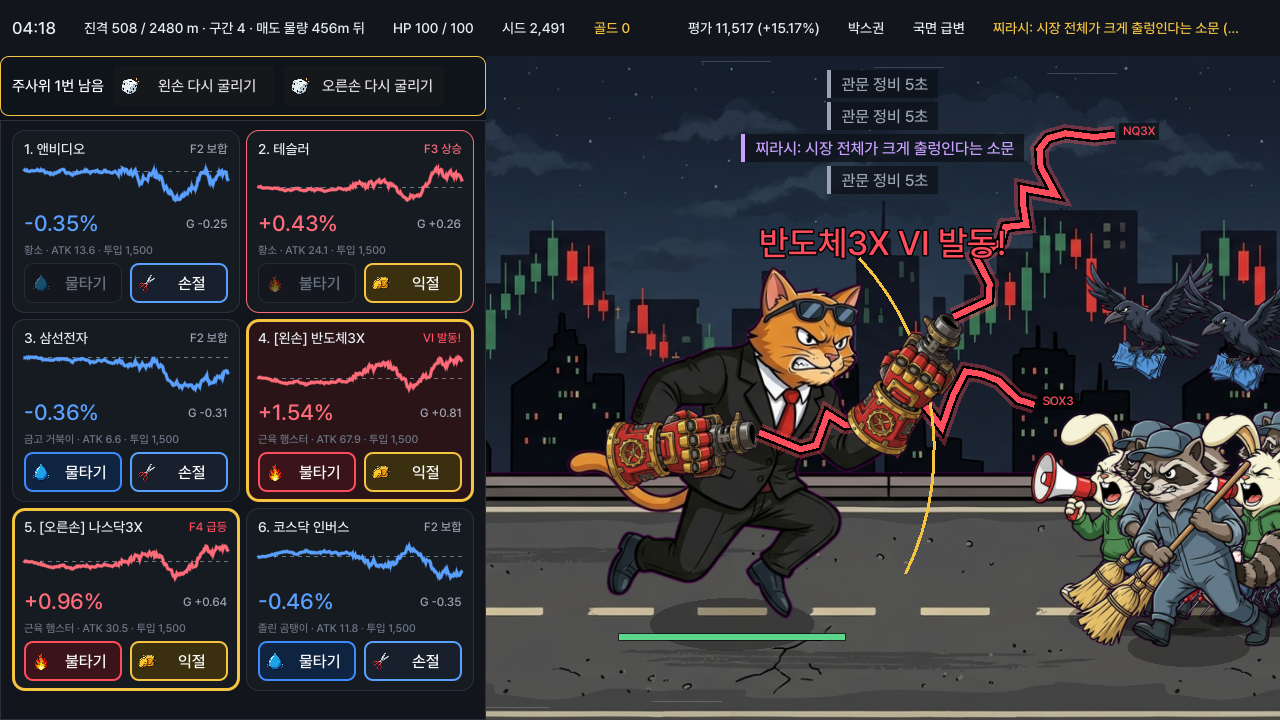 04:18 진격 508 / 2480 m · 구간 4 · 매도 물량 456m 뒤 HP 100 / 100 시드 2,491 골드 0 평가 11,517 (+15.17%) 박스권 국면 급변 찌라시: 시장 전체가 크게 출렁인다는 소문 (...
주사위 1번 남음 왼손 다시 굴리기 오른손 다시 굴리기
1. 앤비디오 F2 보합
-0.35% G -0.25
황소 · ATK 13.6 · 투입 1,500
물타기 손절
2. 테슬러 F3 상승
+0.43% G +0.26
황소 · ATK 24.1 · 투입 1,500
불타기 익절
3. 삼선전자 F2 보합
-0.36% G -0.31
금고 거북이 · ATK 6.6 · 투입 1,500
물타기 손절
4. [왼손] 반도체3X VI 발동!
+1.54% G +0.81
근육 햄스터 · ATK 67.9 · 투입 1,500
불타기 익절
5. [오른손] 나스닥3X F4 급등
+0.96% G +0.64
근육 햄스터 · ATK 30.5 · 투입 1,500
불타기 익절
6. 코스닥 인버스 F2 보합
-0.46% G -0.35
졸린 곰탱이 · ATK 11.8 · 투입 1,500
물타기 손절
관문 정비 5초
관문 정비 5초
찌라시: 시장 전체가 크게 출렁인다는 소문
관문 정비 5초
반도체3X VI 발동!
NQ3X
SOX3